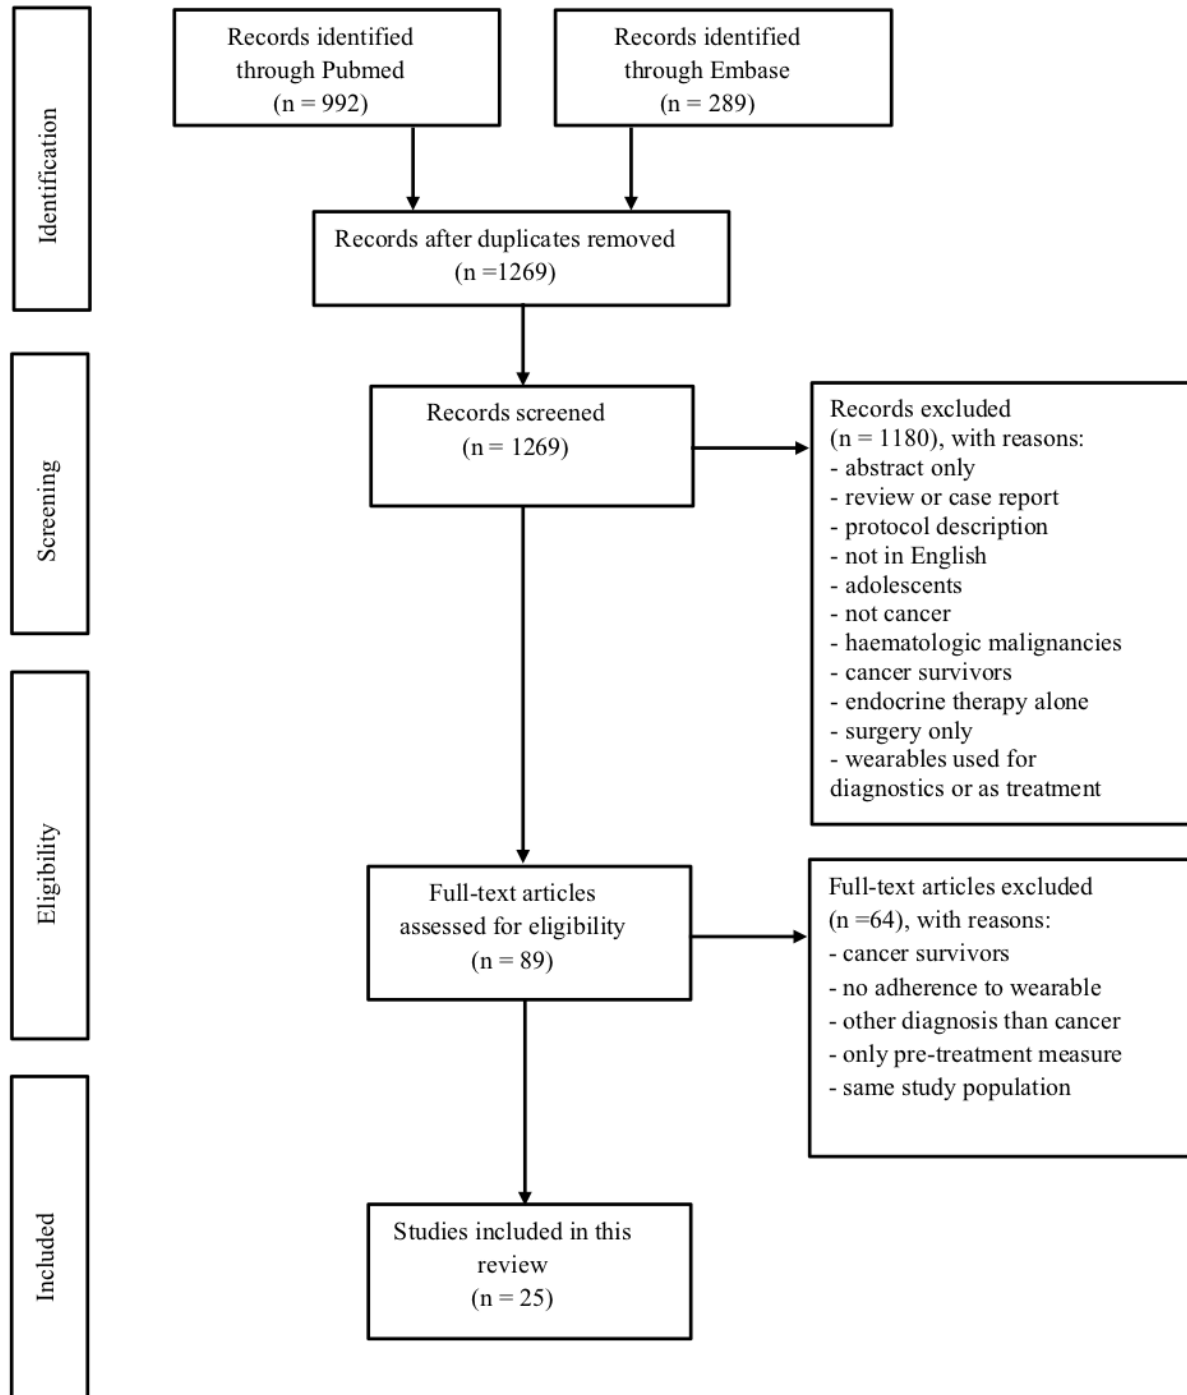 Identification
Records identified
through Pubmed
(n = 992)
Records identified
through Embase
(n = 289)
Records after duplicates removed
(n =1269)
Screening
Records screened
(n = 1269)
Records excluded
(n = 1180), with reasons:
- abstract only
- review or case report
- protocol description
- not in English
- adolescents
- not cancer
- haematologic malignancies
- cancer survivors
- endocrine therapy alone
- surgery only
- wearables used for
diagnostics or as treatment
Eligibility
Full-text articles
assessed for eligibility
(n = 89)
Full-text articles excluded
(n =64), with reasons:
- cancer survivors
- no adherence to wearable
- other diagnosis than cancer
- only pre-treatment measure
- same study population
Included
Studies included in this
review
(n = 25)